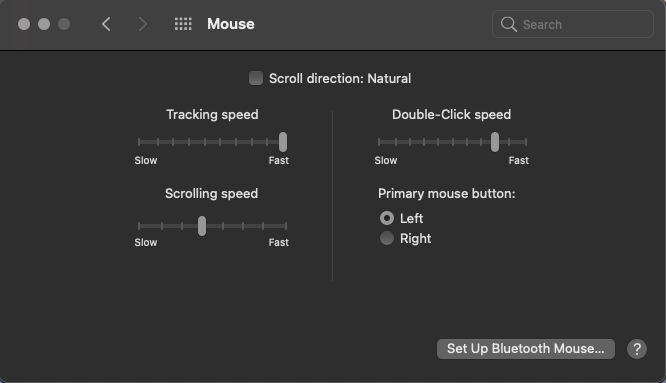 Mouse
Search
Scroll direction: Natural
Tracking speed
Slow Fast
Double-Click speed
Slow Fast
Scrolling speed
Slow Fast
Primary mouse button:
Left
Right
Set Up Bluetooth Mouse...
?